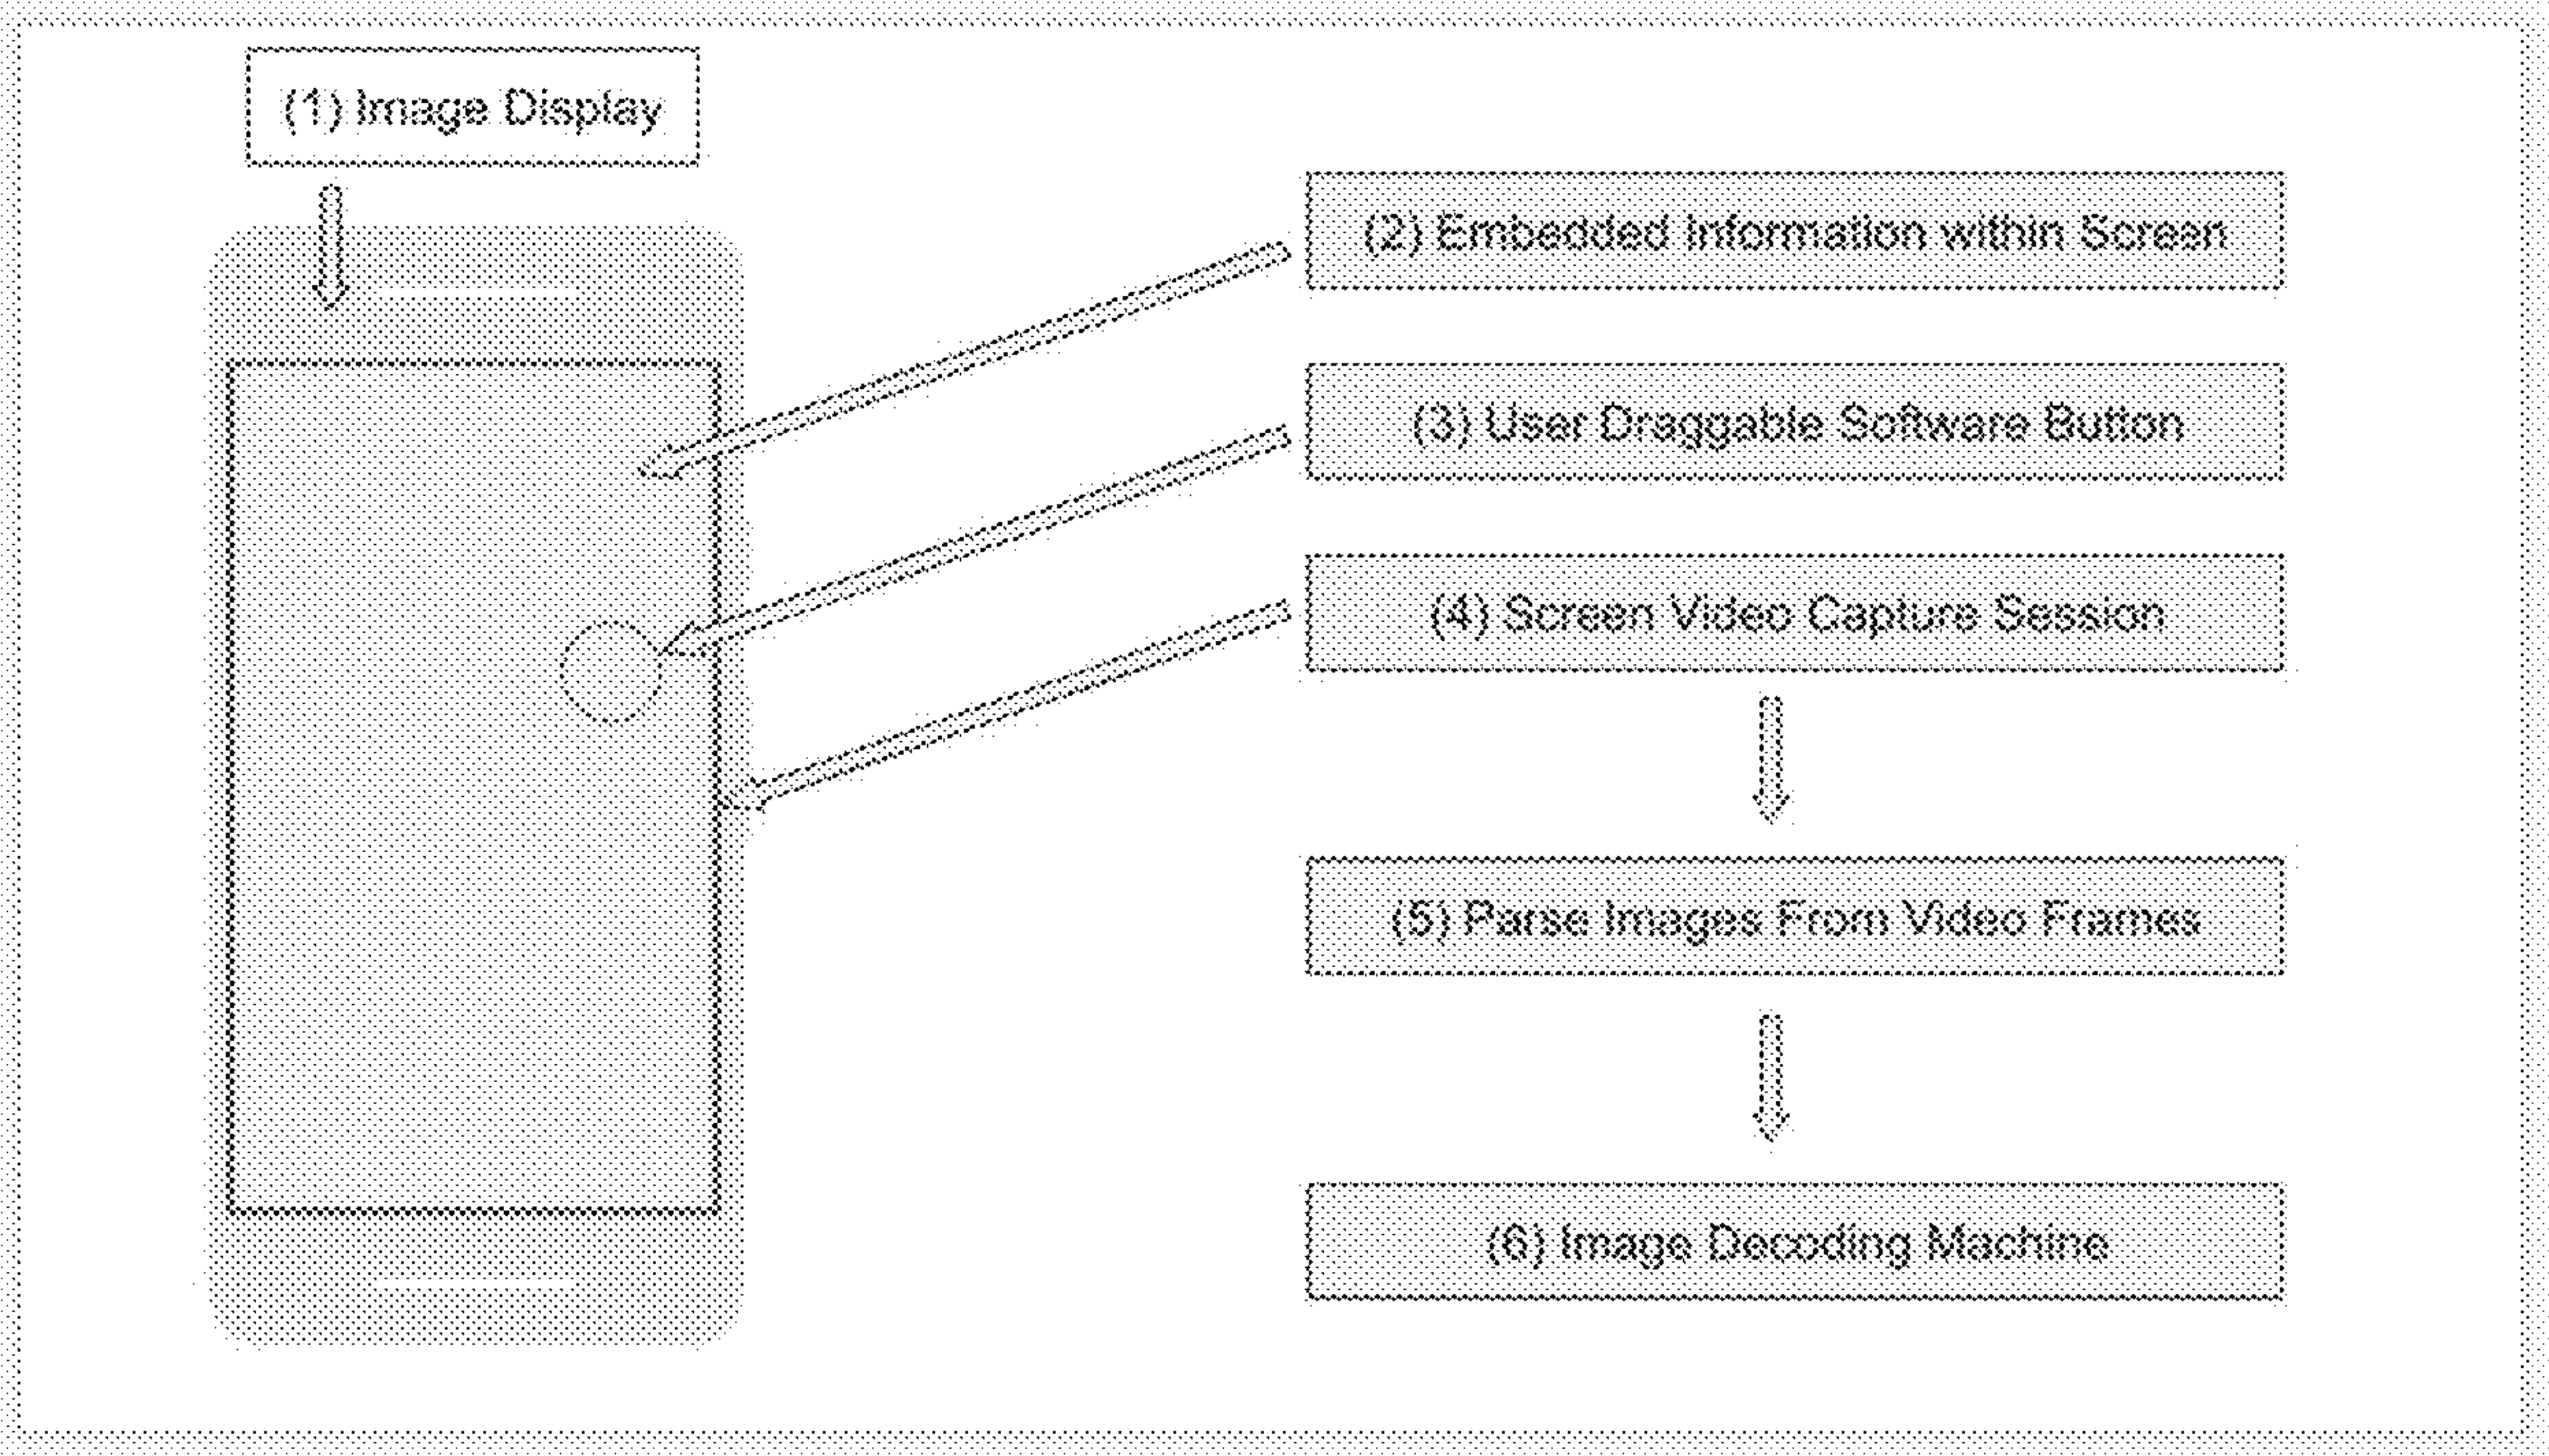 (1) Image Display
(2) Embedded Information within Screen
(3) User Draggable Software Button
(4) Screen Video Capture Session
(5) Parse Images From Video Frames
(6) Image Decoding Machine